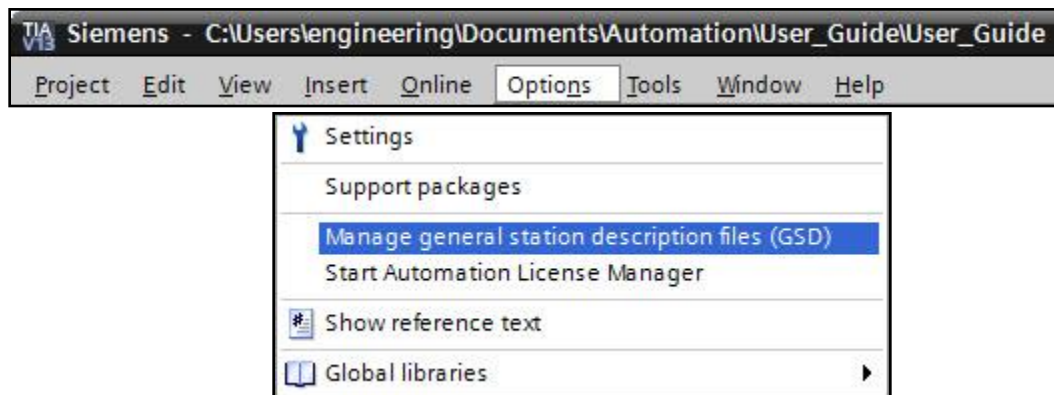 TIA V13 Siemens - C:\Users\engineering\Documents\Automation\User_Guide\User_Guide
Project Edit View Insert Online Options Tools Window Help
Settings
Support packages
Manage general station description files (GSD)
Start Automation License Manager
Show reference text
Global libraries